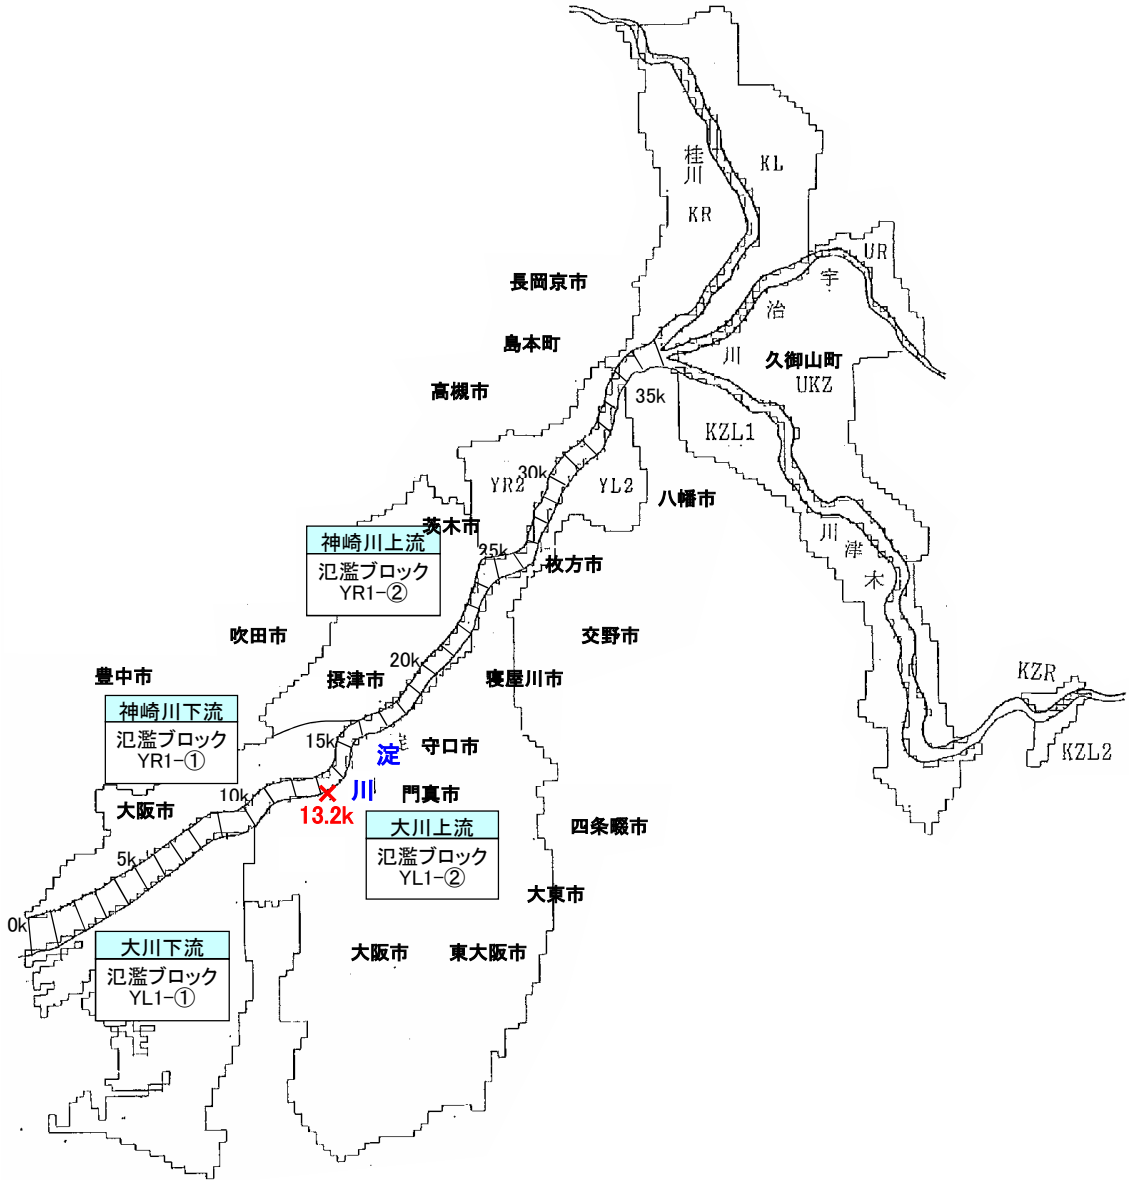 桂川
KL
KR
UR
長岡京市
宇治川
島本町
久御山町
UKZ
高槻市
35k
KZL1
30k
YR2
YL2
八幡市
茨木市
神崎川上流
氾濫ブロック
YR1-②
25k
枚方市
川津木
吹田市
交野市
20k
豊中市
摂津市
寝屋川市
KZR
神崎川下流
氾濫ブロック
YR1-①
15k
淀川
守口市
KZL2
10k
門真市
大阪市
13.2k
大川上流
氾濫ブロック
YL1-②
四条畷市
5k
大東市
0k
大川下流
氾濫ブロック
YL1-①
大阪市
東大阪市